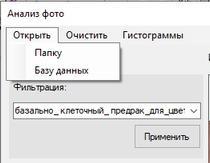 Анализ фото
Открыть Очистить Гистограммы
Папку
Базу данных
Фильтрация:
базально_клеточный_предрак_для_цвет
Применить